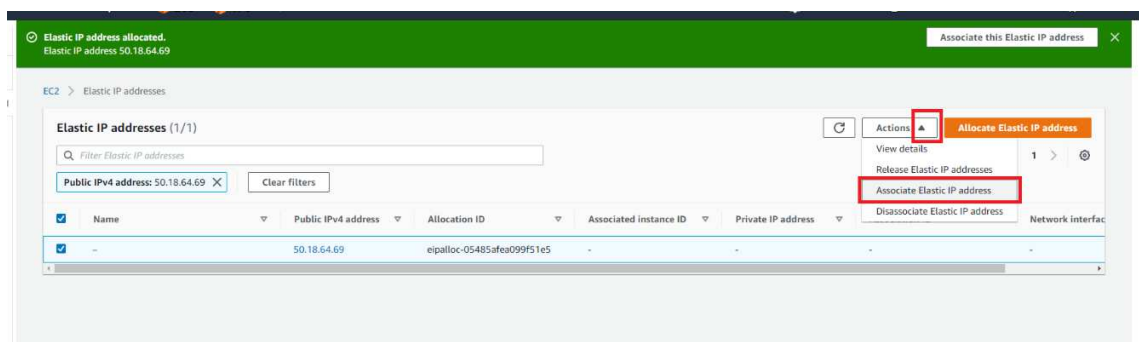 Elastic IP address allocated.
Elastic IP address 50.18.64.69
Associate this Elastic IP address
EC2 > Elastic IP addresses
Elastic IP addresses (1/1)
Actions
Allocate Elastic IP address
Filter Elastic IP addresses
View details
1 >
Release Elastic IP addresses
Public IPv4 address: 50.18.64.69
Clear filters
Associate Elastic IP address
Disassociate Elastic IP address
Name
Public IPv4 address
Allocation ID
Associated instance ID
Private IP address
Network interfac
–
50.18.64.69
eipalloc-05485afea099f51e5
-
-
-
-